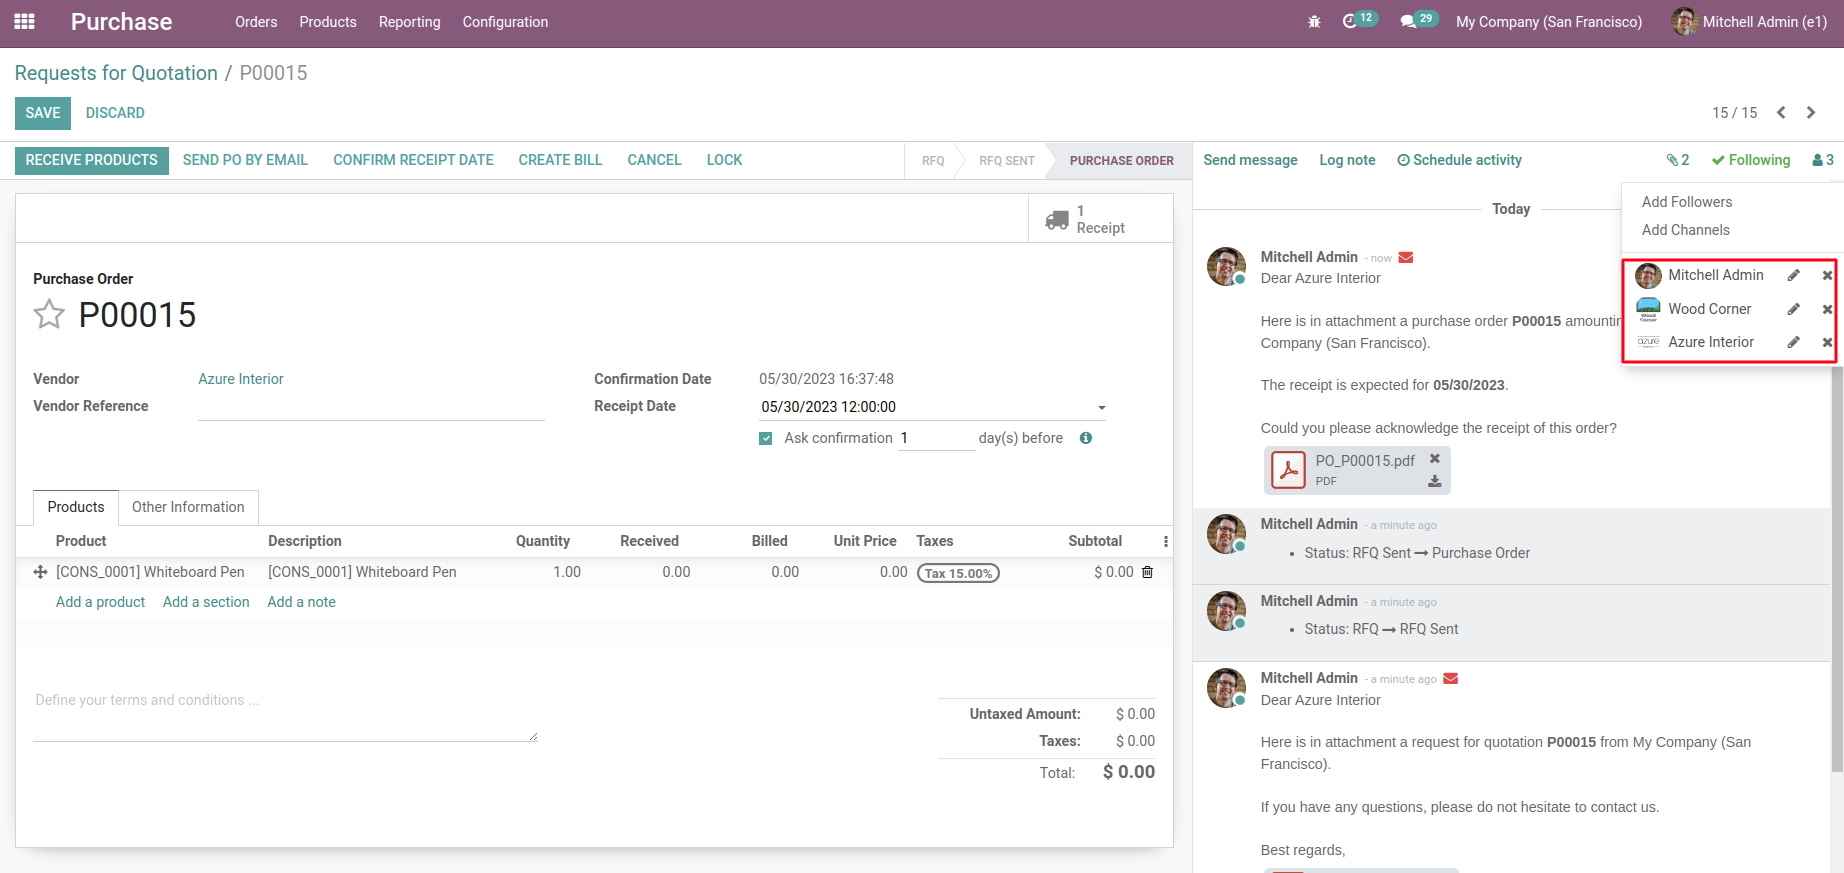 Purchase Orders Products Reporting Configuration 12 29 My Company (San Francisco) Mitchell Admin (e1)
Requests for Quotation / P00015
SAVE DISCARD 15 / 15
RECEIVE PRODUCTS SEND PO BY EMAIL CONFIRM RECEIPT DATE CREATE BILL CANCEL LOCK RFQ RFQ SENT PURCHASE ORDER
1
Receipt
Purchase Order
P00015
Vendor Azure Interior
Vendor Reference
Confirmation Date 05/30/2023 16:37:48
Receipt Date 05/30/2023 12:00:00
Ask confirmation 1 day(s) before
Products Other Information
Product Description Quantity Received Billed Unit Price Taxes Subtotal
[CONS_0001] Whiteboard Pen [CONS_0001] Whiteboard Pen 1.00 0.00 0.00 0.00 Tax 15.00% $ 0.00
Add a product Add a section Add a note
Define your terms and conditions ...
Untaxed Amount: $ 0.00
Taxes: $ 0.00
Total: $ 0.00
Send message Log note Schedule activity 2 Following 3
Add Followers
Add Channels
Mitchell Admin
Wood Corner
Azure Interior
Today
Mitchell Admin - now
Dear Azure Interior
Here is in attachment a purchase order P00015 amountin
Company (San Francisco).
The receipt is expected for 05/30/2023.
Could you please acknowledge the receipt of this order?
PO_P00015.pdf
PDF
Mitchell Admin - a minute ago
• Status: RFQ Sent → Purchase Order
Mitchell Admin - a minute ago
• Status: RFQ → RFQ Sent
Mitchell Admin - a minute ago
Dear Azure Interior
Here is in attachment a request for quotation P00015 from My Company (San
Francisco).
If you have any questions, please do not hesitate to contact us.
Best regards,